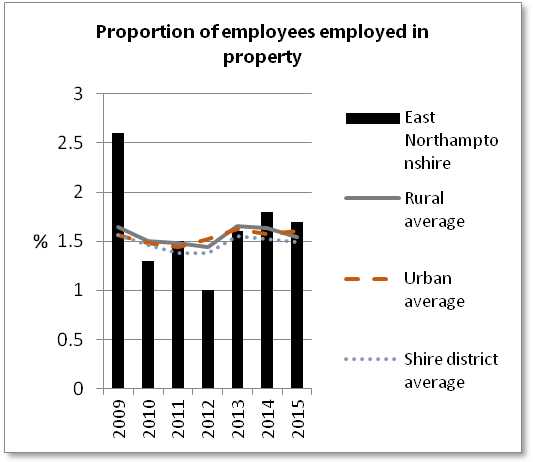 Proportion of employees employed in
property
3
2.5
2
1.5
1
0.5
0
%
2009
2010
2011
2012
2013
2014
2015
East
Northampto
nshire
Rural
average
Urban
average
Shire district
average